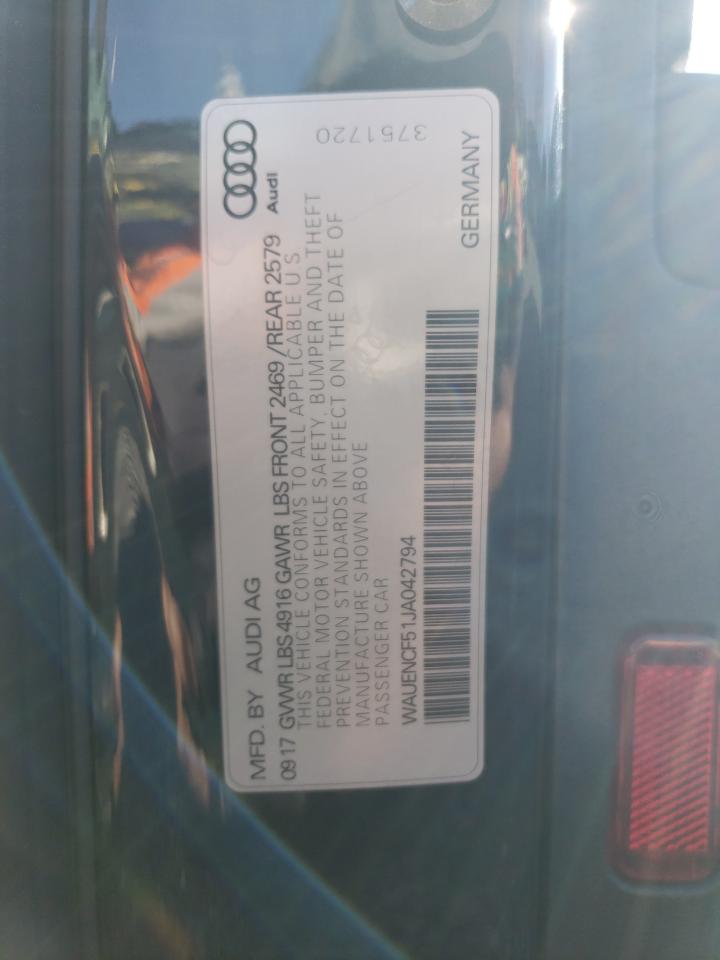 MFD. BY AUDI AG
Audi
09 17 GVWR LBS 4916 GAWR LBS FRONT 2469 /REAR 2579
THIS VEHICLE CONFORMS TO ALL APPLICABLE U S
FEDERAL MOTOR VEHICLE SAFETY, BUMPER AND THEFT
PREVENTION STANDARDS IN EFFECT ON THE DATE OF
MANUFACTURE SHOWN ABOVE
PASSENGER CAR
WAUENCF51JA042794
GERMANY
3751720